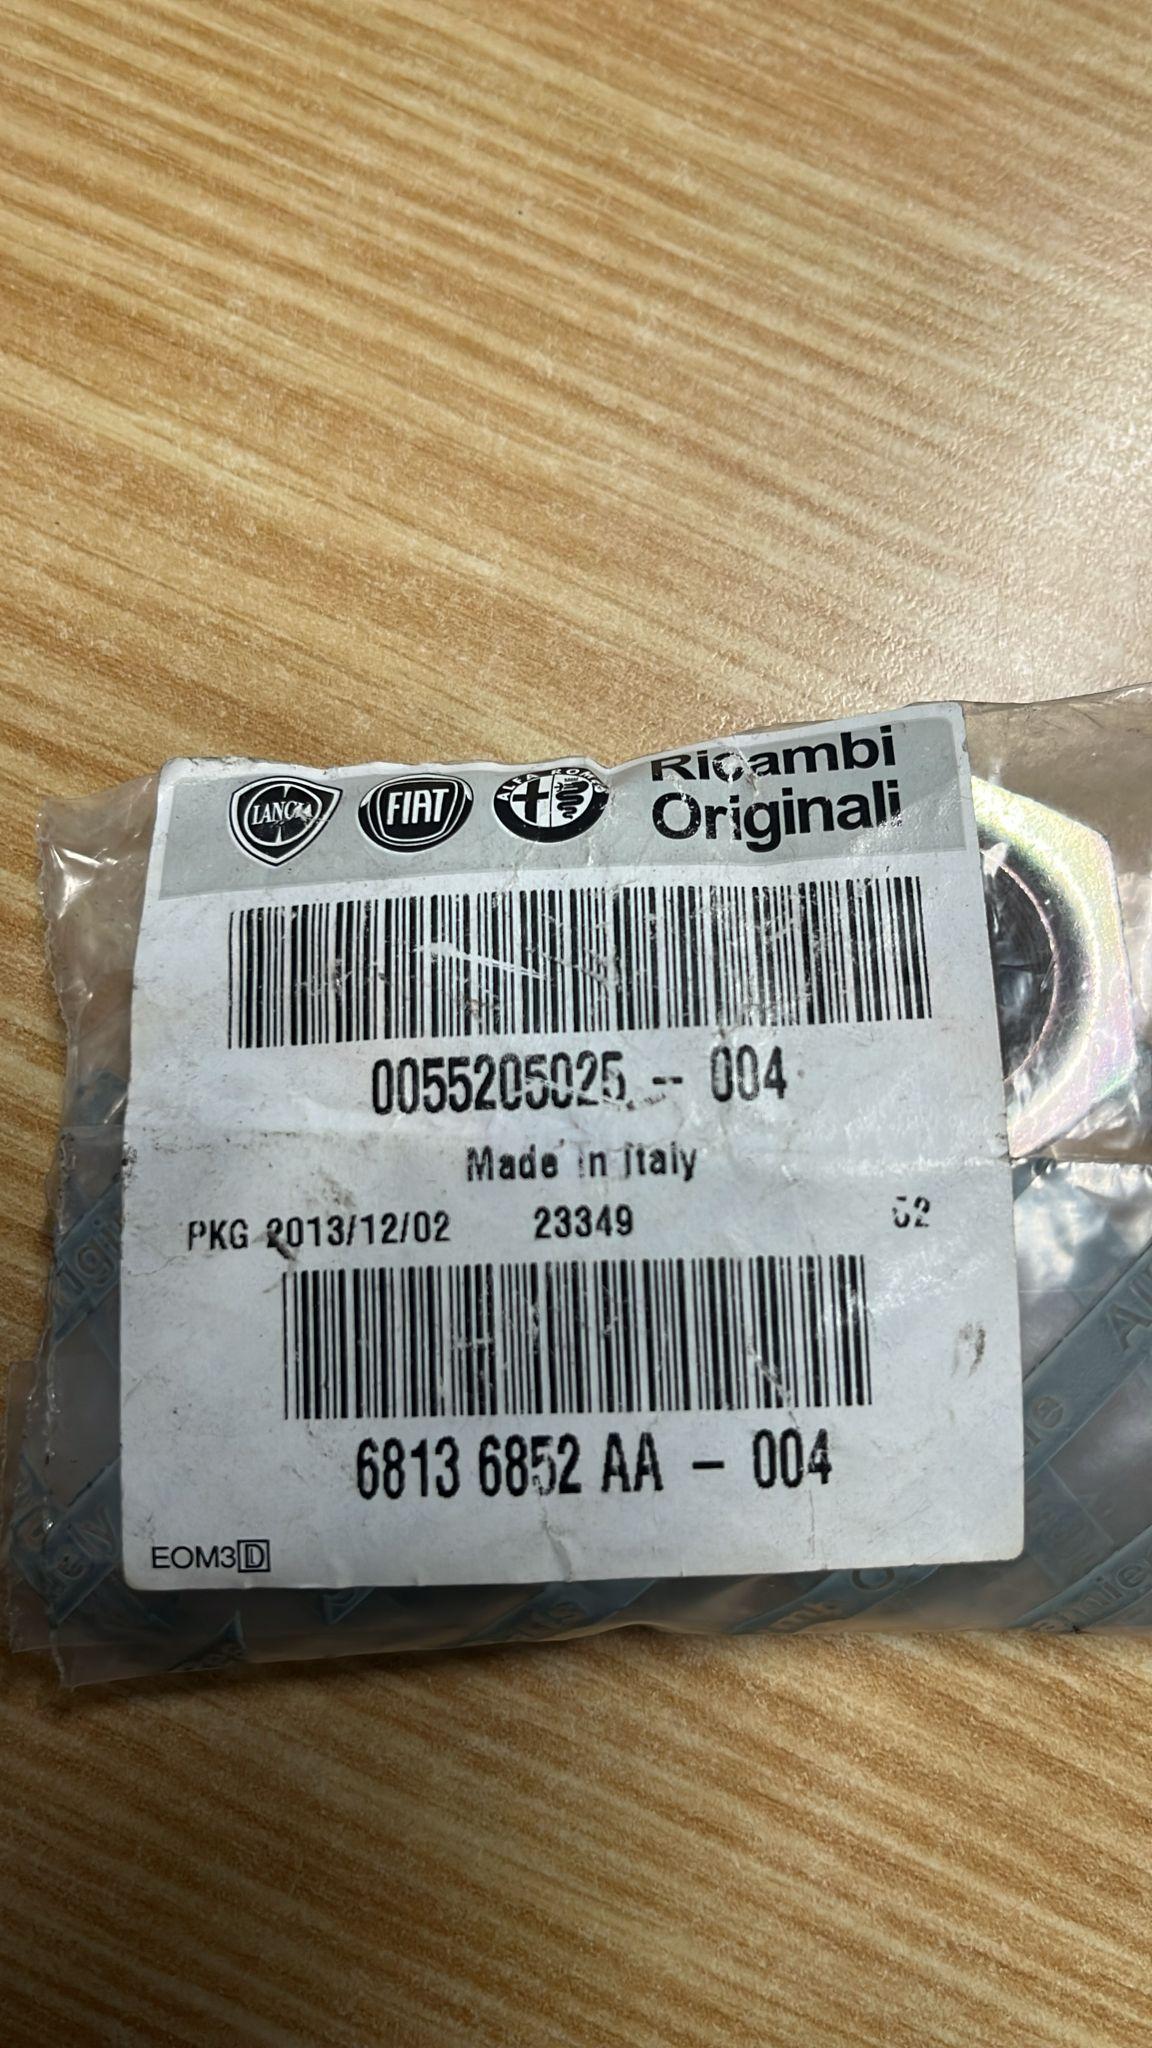 LANCIA FIAT ALFA ROMEO Ricambi
Originali
0055205025 -- 004
Made in Italy
PKG 2013/12/02 23349 52
6813 6852 AA - 004
EOM3D